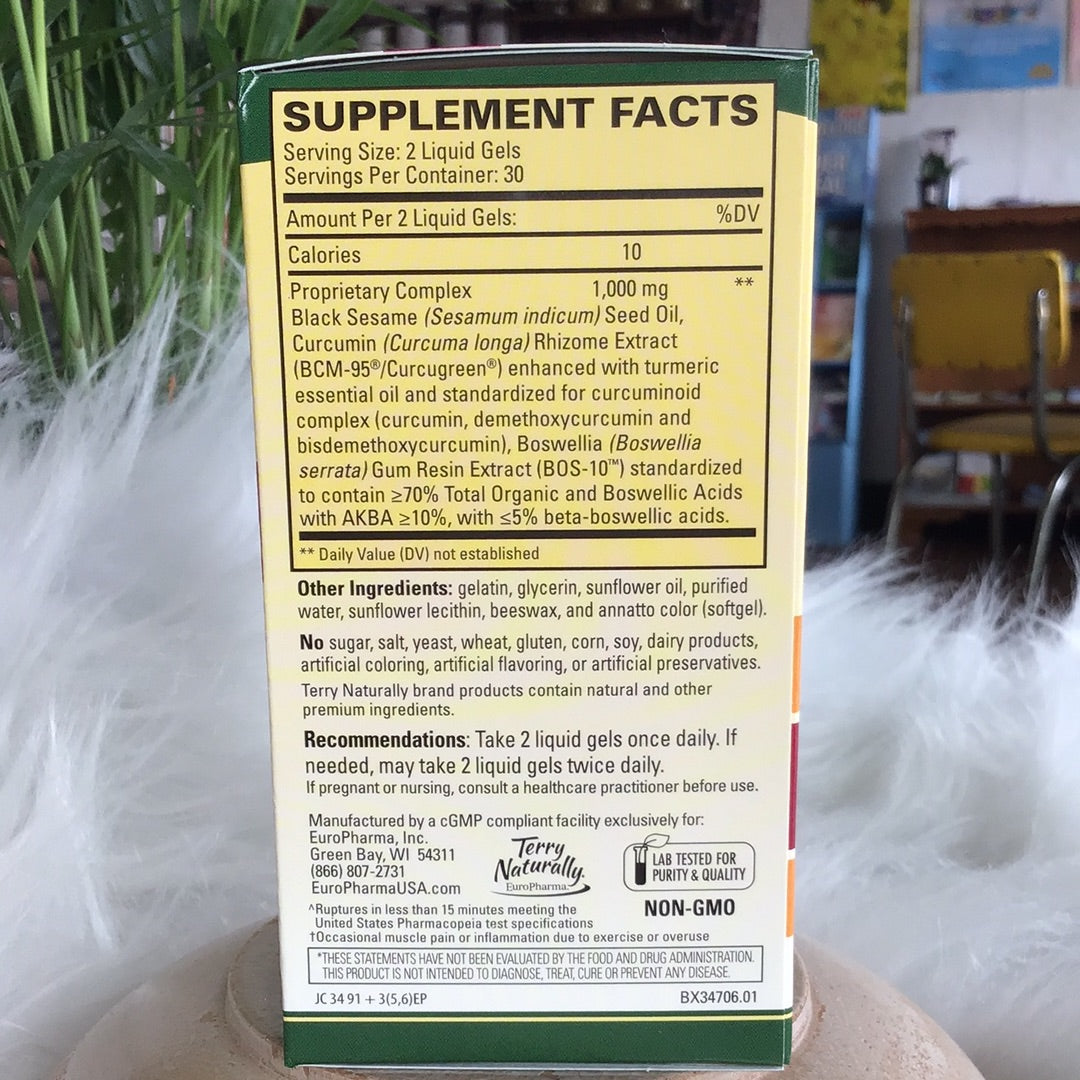 SUPPLEMENT FACTS
Serving Size: 2 Liquid Gels
Servings Per Container: 30
Amount Per 2 Liquid Gels: %DV
Calories 10
Proprietary Complex 1,000 mg **
Black Sesame (Sesamum indicum) Seed Oil,
Curcumin (Curcuma longa) Rhizome Extract
(BCM-95®/Curcugreen®) enhanced with turmeric
essential oil and standardized for curcuminoid
complex (curcumin, demethoxycurcumin and
bisdemethoxycurcumin), Boswellia (Boswellia
serrata) Gum Resin Extract (BOS-10™) standardized
to contain ≥70% Total Organic and Boswellic Acids
with AKBA ≥10%, with ≤5% beta-boswellic acids.
** Daily Value (DV) not established
Other Ingredients: gelatin, glycerin, sunflower oil, purified
water, sunflower lecithin, beeswax, and annatto color (softgel).
No sugar, salt, yeast, wheat, gluten, corn, soy, dairy products,
artificial coloring, artificial flavoring, or artificial preservatives.
Terry Naturally brand products contain natural and other
premium ingredients.
Recommendations: Take 2 liquid gels once daily. If
needed, may take 2 liquid gels twice daily.
If pregnant or nursing, consult a healthcare practitioner before use.
Manufactured by a cGMP compliant facility exclusively for:
EuroPharma, Inc.
Green Bay, WI 54311
(866) 807-2731
EuroPharmaUSA.com
Terry
Naturally.
EuroPharma.
LAB TESTED FOR
PURITY & QUALITY
NON-GMO
^Ruptures in less than 15 minutes meeting the
United States Pharmacopeia test specifications
†Occasional muscle pain or inflammation due to exercise or overuse
*THESE STATEMENTS HAVE NOT BEEN EVALUATED BY THE FOOD AND DRUG ADMINISTRATION.
THIS PRODUCT IS NOT INTENDED TO DIAGNOSE, TREAT, CURE OR PREVENT ANY DISEASE.
JC 34 91 + 3(5,6)EP BX34706.01